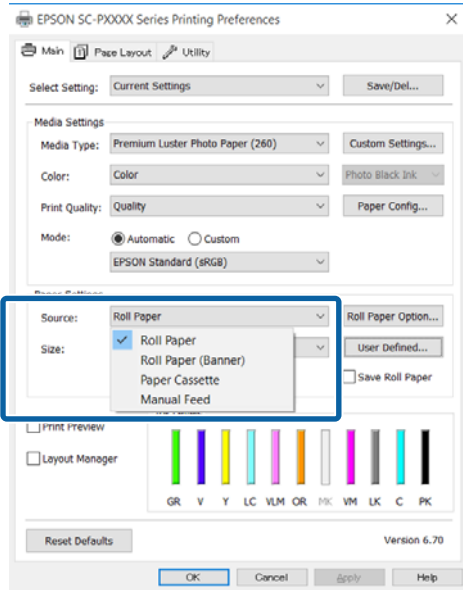 EPSON SC-PXXXX Series Printing Preferences
Main Page Layout Utility
Select Setting: Current Settings Save/Del...
Media Settings
Media Type: Premium Luster Photo Paper (260) Custom Settings...
Color: Color Photo Black Ink
Print Quality: Quality Paper Config...
Mode: Automatic Custom
EPSON Standard (sRGB)
Paper Settings
Source: Roll Paper Roll Paper Option...
Roll Paper
Size: User Defined...
Roll Paper (Banner)
Paper Cassette Save Roll Paper
Manual Feed
Print Preview
Layout Manager
GR V Y LC VLM OR MK VM LK C PK
Reset Defaults Version 6.70
OK Cancel Apply Help